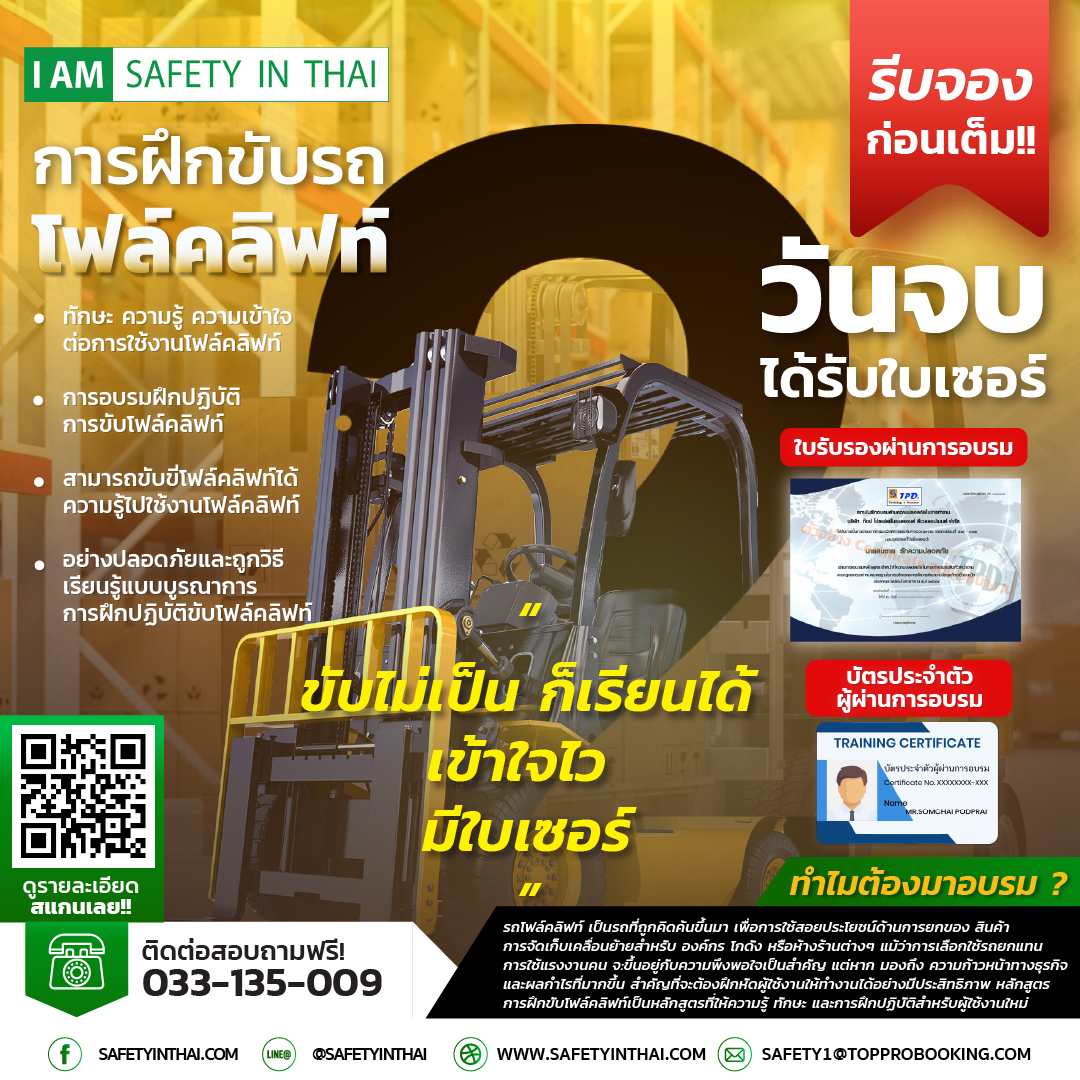 I AM SAFETY IN THAI
รีบจอง
ก่อนเต็ม!!
การฝึกขับรถ
โฟล์คลิฟท์
2
วันจบ
ได้รับใบเซอร์
ทักษะ ความรู้ ความเข้าใจ
ต่อการใช้งานโฟล์คลิฟท์
การอบรมฝึกปฏิบัติ
การขับโฟล์คลิฟท์
สามารถขับขี่โฟล์คลิฟท์ได้
ความรู้ไปใช้งานโฟล์คลิฟท์
อย่างปลอดภัยและถูกวิธี
เรียนรู้แบบบูรณาการ
การฝึกปฏิบัติขับโฟล์คลิฟท์
ใบรับรองผ่านการอบรม
TPD.
นายสมชาย รักความปลอดภัย
บัตรประจำตัว
ผู้ผ่านการอบรม
TRAINING CERTIFICATE
บัตรประจำตัวผู้ผ่านการอบรม
Certificate No. XXXXXXXX-XXX
Name
MR.SOMCHAI PODPRAI
"
ขับไม่เป็น ก็เรียนได้
เข้าใจไว
มีใบเซอร์
"
ดูรายละเอียด
สแกนเลย!!
ติดต่อสอบถามฟรี!
033-135-009
ทำไมต้องมาอบรม ?
รถโฟล์คลิฟท์ เป็นรถที่ถูกคิดค้นขึ้นมา เพื่อการใช้สอยประโยชน์ด้านการยกของ สินค้า
การจัดเก็บเคลื่อนย้ายสำหรับ องค์กร โกดัง หรือห้างร้านต่างๆ แม้ว่าการเลือกใช้รถยกแทน
การใช้แรงงานคน จะขึ้นอยู่กับความพึงพอใจเป็นสำคัญ แต่หาก มองถึง ความก้าวหน้าทางธุรกิจ
และผลกำไรที่มากขึ้น สำคัญที่จะต้องฝึกหัดผู้ใช้งานให้ทำงานได้อย่างมีประสิทธิภาพ หลักสูตร
การฝึกขับโฟล์คลิฟท์เป็นหลักสูตรที่ให้ความรู้ ทักษะ และการฝึกปฏิบัติสำหรับผู้ใช้งานใหม่
SAFETYINTHAI.COM
LINE@
@SAFETYINTHAI
WWW.SAFETYINTHAI.COM
SAFETY1@TOPPROBOOKING.COM